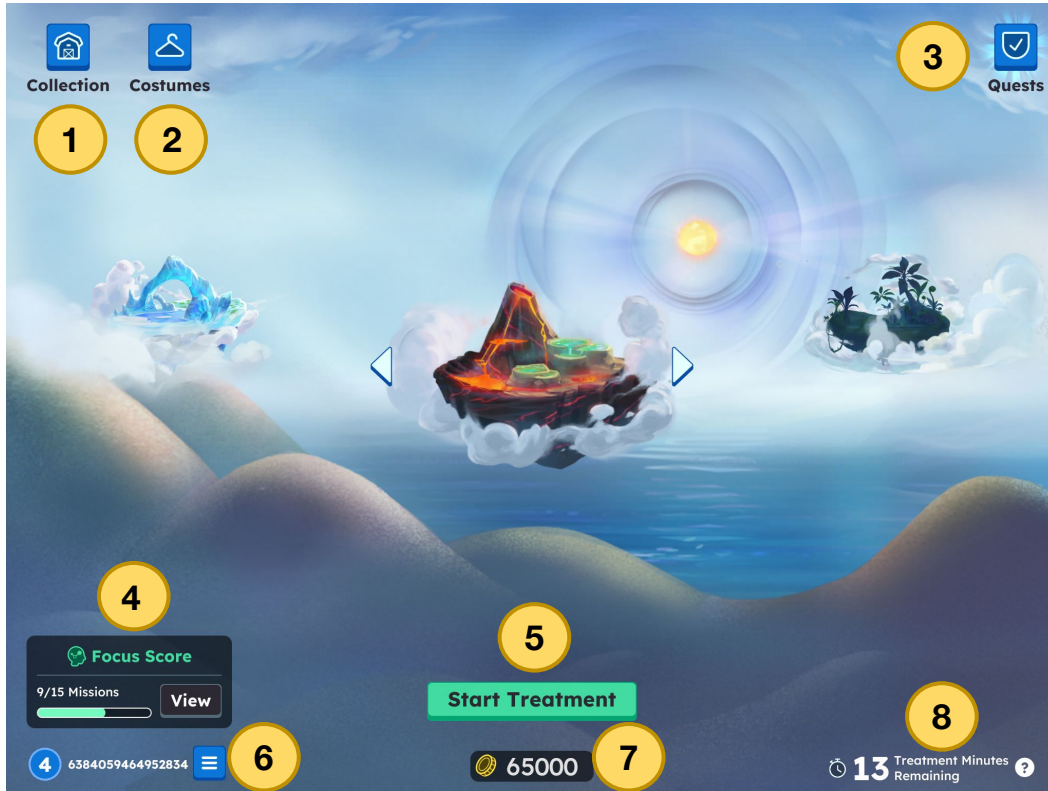 Collection
Costumes
Quests
1
2
3
4
Focus Score
9/15 Missions
View
5
Start Treatment
4
6384059464952834
6
65000
7
8
13
Treatment Minutes
Remaining
?